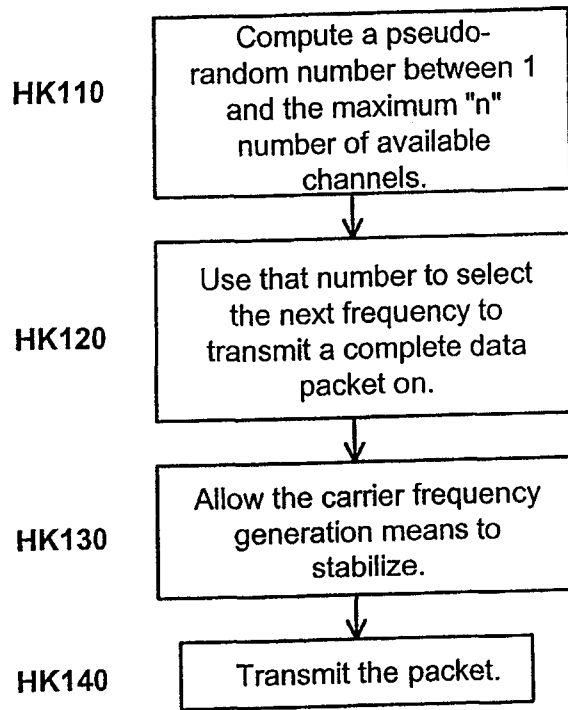 HK110
Compute a pseudo-
random number between 1
and the maximum "n"
number of available
channels.
HK120
Use that number to select
the next frequency to
transmit a complete data
packet on.
HK130
Allow the carrier frequency
generation means to
stabilize.
HK140
Transmit the packet.